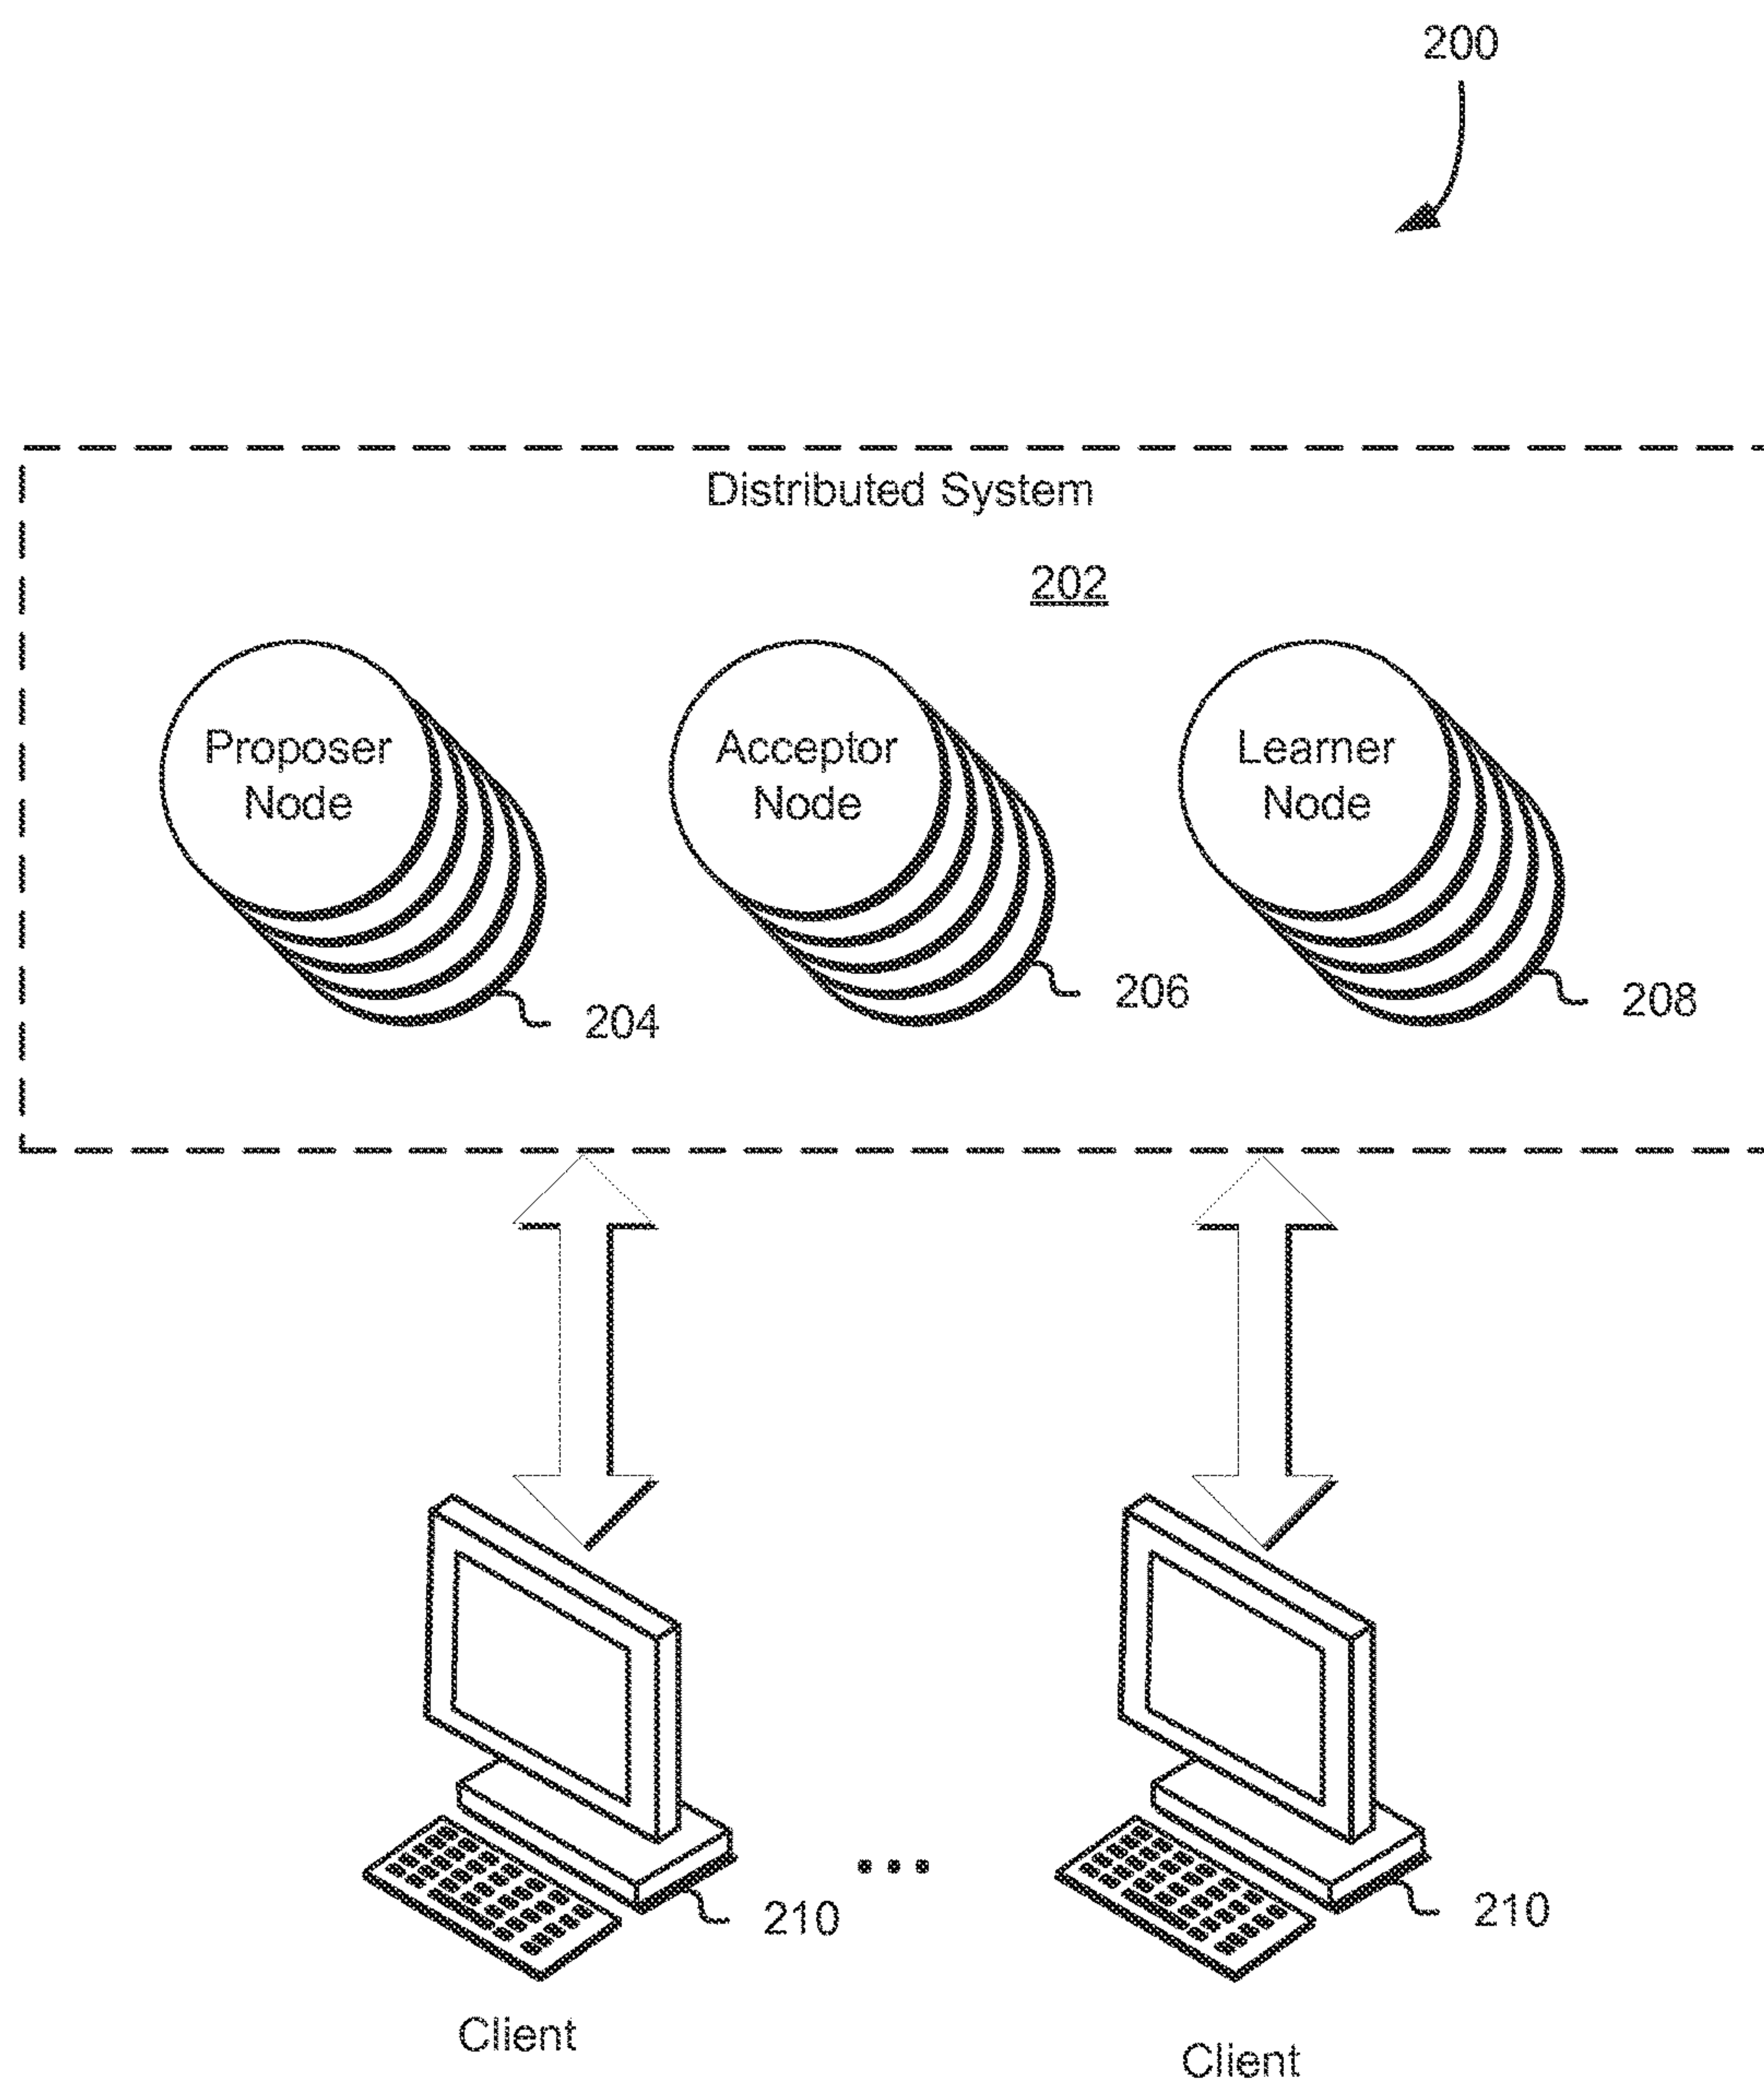 200
Distributed System
202
Proposer
Node
Acceptor
Node
Learner
Node
204
206
208
210
210
Client
Client